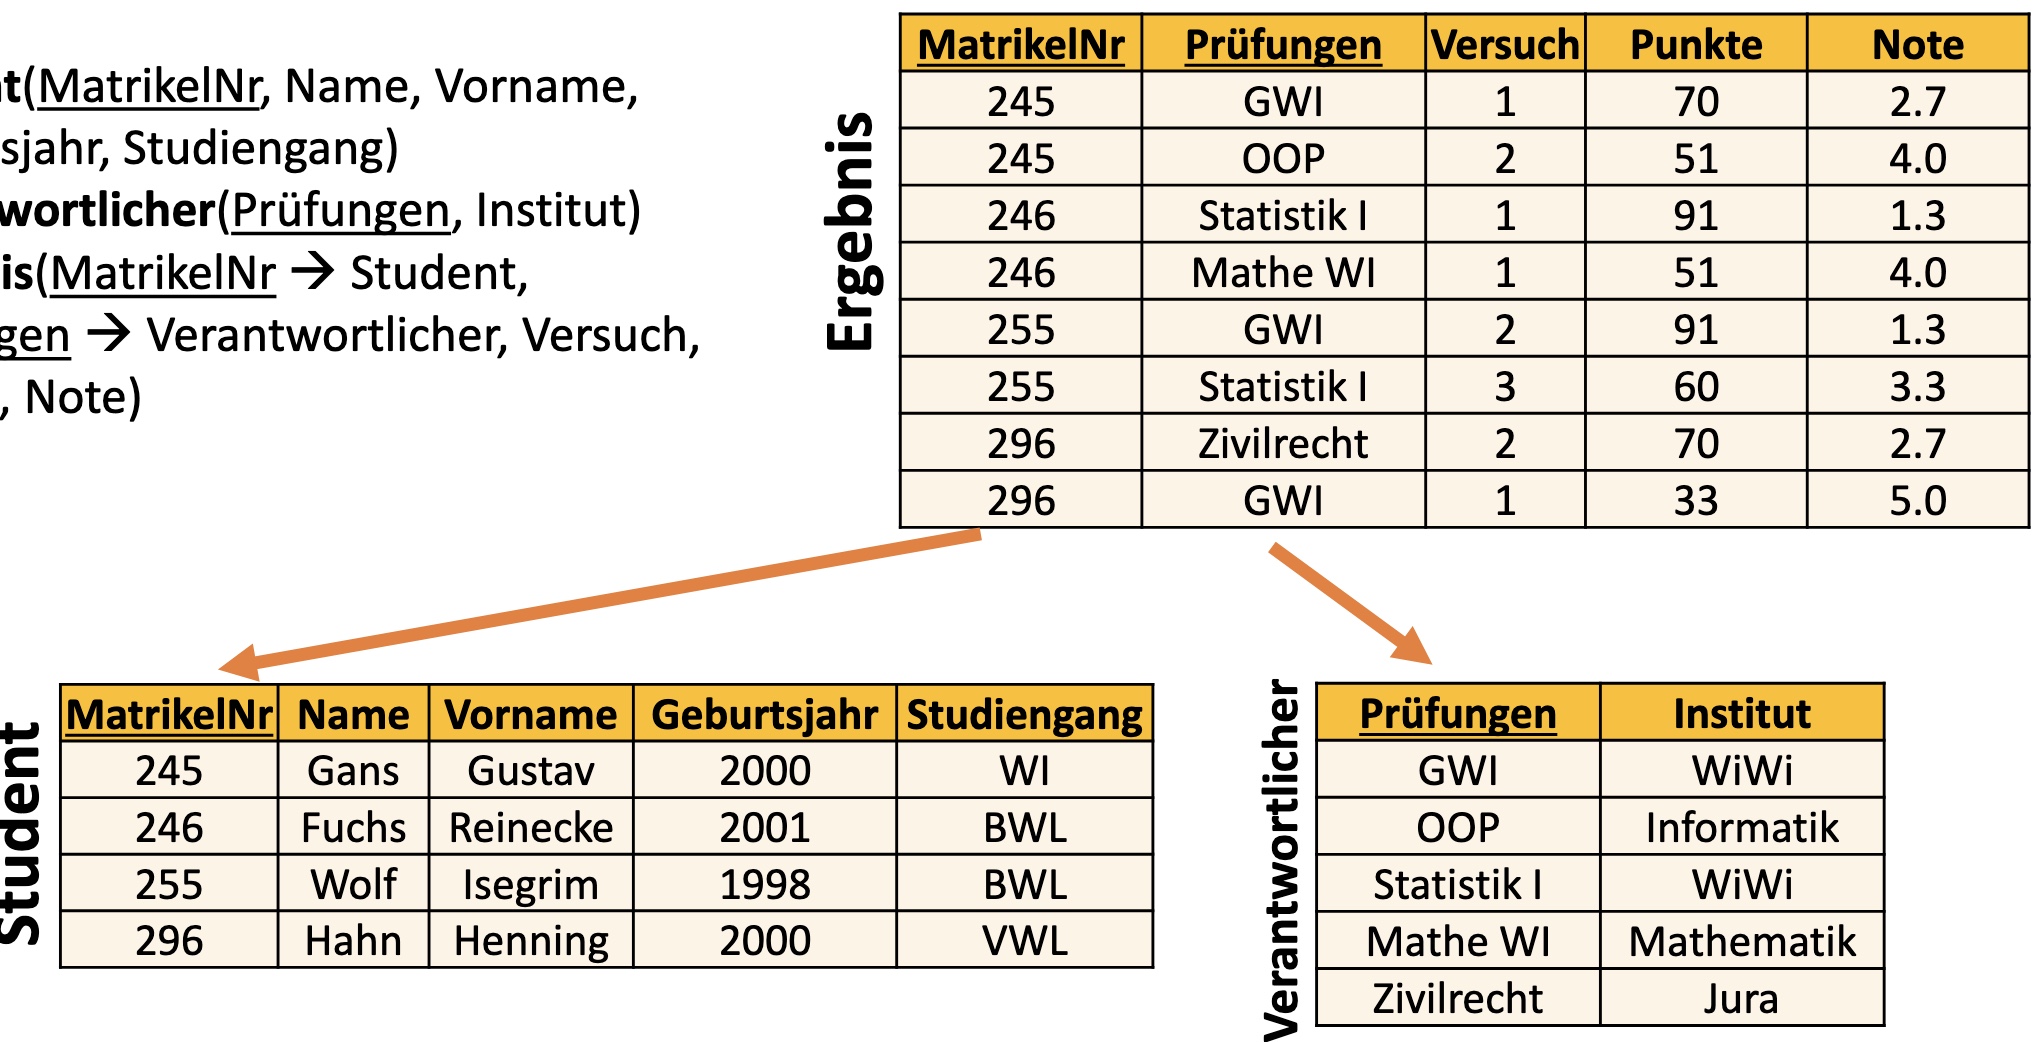 t(MatrikelNr, Name, Vorname,
sjahr, Studiengang)
wortlicher(Prüfungen, Institut)
is(MatrikelNr → Student,
gen → Verantwortlicher, Versuch,
, Note)
Ergebnis
MatrikelNr Prüfungen Versuch Punkte Note
245 GWI 1 70 2.7
245 OOP 2 51 4.0
246 Statistik I 1 91 1.3
246 Mathe WI 1 51 4.0
255 GWI 2 91 1.3
255 Statistik I 3 60 3.3
296 Zivilrecht 2 70 2.7
296 GWI 1 33 5.0
Student
MatrikelNr Name Vorname Geburtsjahr Studiengang
245 Gans Gustav 2000 WI
246 Fuchs Reinecke 2001 BWL
255 Wolf Isegrim 1998 BWL
296 Hahn Henning 2000 VWL
Verantwortlicher
Prüfungen Institut
GWI WiWi
OOP Informatik
Statistik I WiWi
Mathe WI Mathematik
Zivilrecht Jura